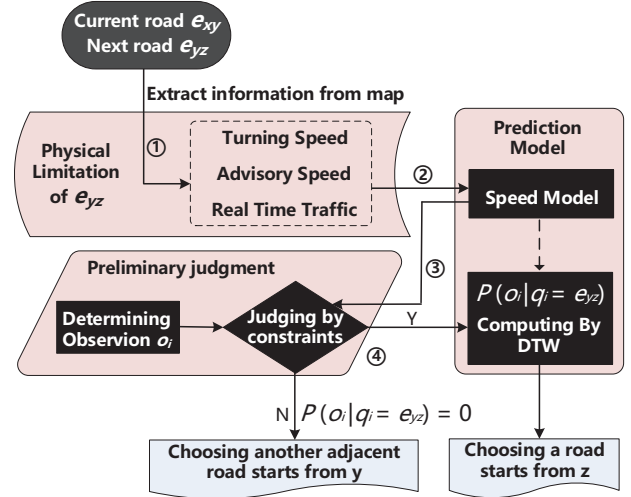 Current road e_xy
Next road e_yz
Extract information from map
①
Physical
Limitation
of e_yz
Turning Speed
Advisory Speed
Real Time Traffic
②
Prediction
Model
Speed Model
③
Preliminary judgment
Determining
Observion o_i
Judging by
constraints
④
Y
P(o_i|q_i= e_yz)
Computing By
DTW
N P(o_i|q_i= e_yz) = 0
Choosing another adjacent
road starts from y
Choosing a road
starts from z